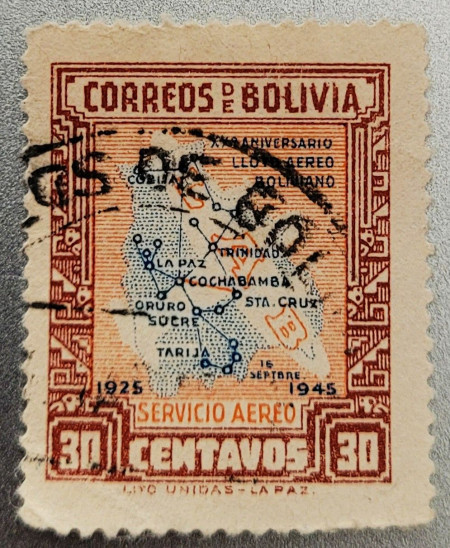 CORREOS DE BOLIVIA
XX ANIVERSARIO
LLOYD AEREO
BOLIVIANO
COBIJA
TRINIDAD
LA PAZ
COCHABAMBA
ORURO
STA. CRUZ
SUCRE
TARIJA
15
SEPTBRE
1925
1945
SERVICIO AEREO
30 CENTAVOS 30
LITO UNIDAS-LA PAZ.